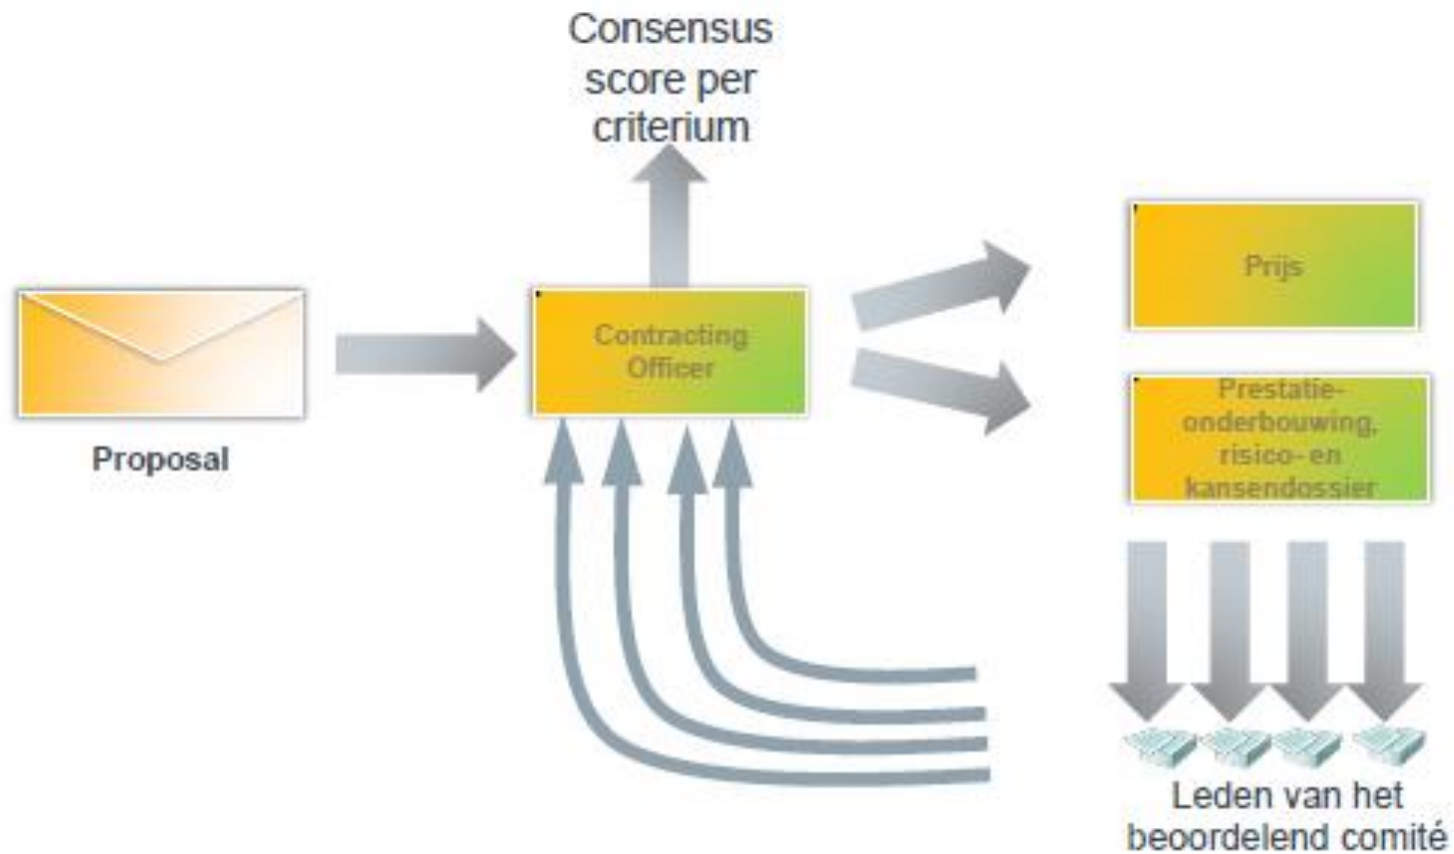 Consensus
score per
criterium
Proposal
Contracting
Officer
Prijs
Prestatie-
onderbouwing,
risico- en
kansendossier
Leden van het
beoordelend comité